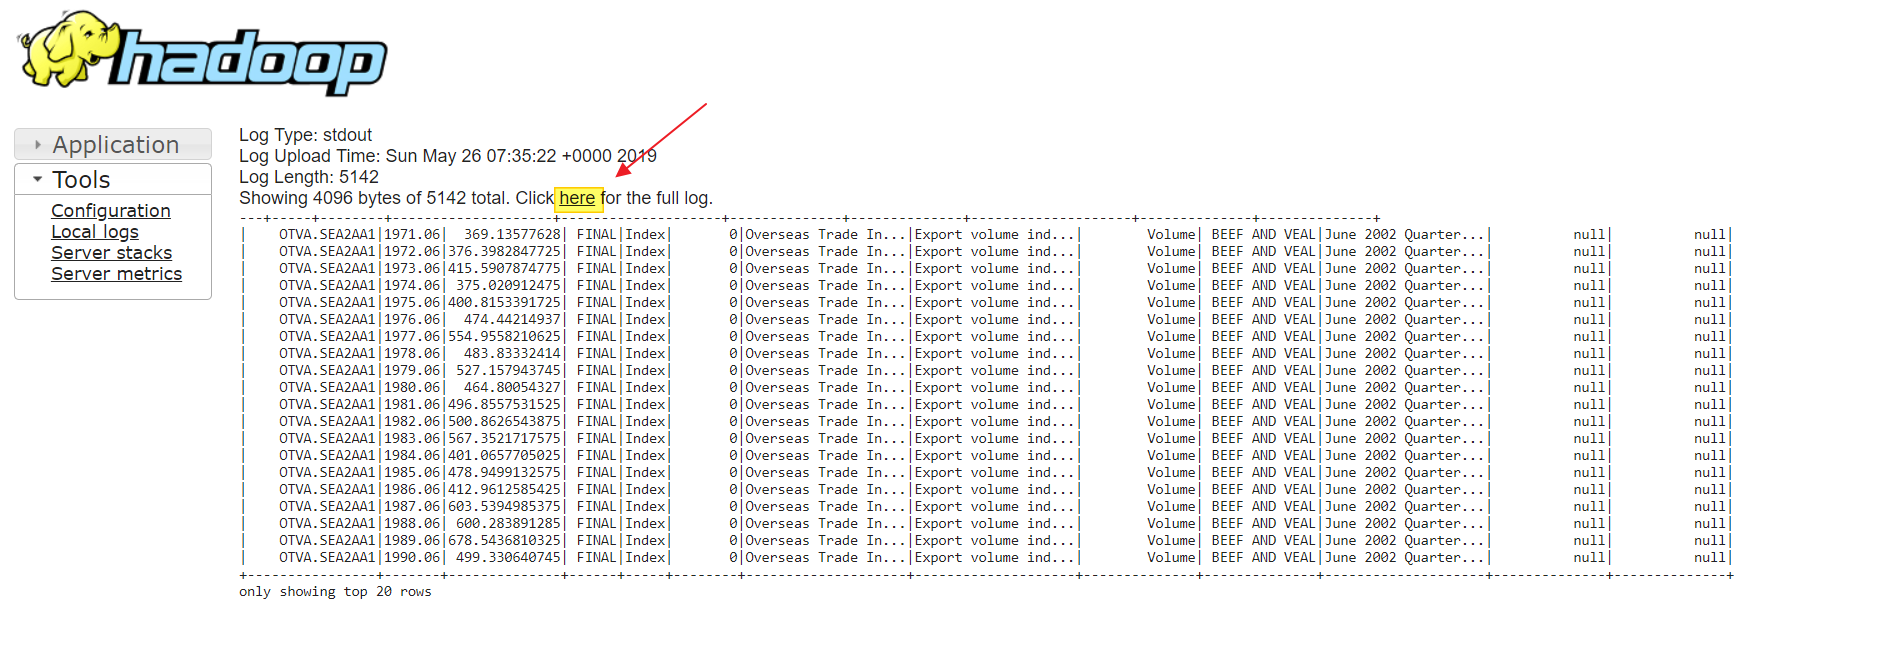 hadoop
Application
Tools
Configuration
Local logs
Server stacks
Server metrics
Log Type: stdout
Log Upload Time: Sun May 26 07:35:22 +0000 2019
Log Length: 5142
Showing 4096 bytes of 5142 total. Click here for the full log.
---+-----+--------+---------------------+--------------------+--------------+--------------+--------------------+--------------+--------------+
|    OTVA.SEA2AA1|1971.06|  369.13577628| FINAL|Index|       0|Overseas Trade In...|Export volume ind...|        Volume| BEEF AND VEAL|June 2002 Quarter...|          null|          null|
|    OTVA.SEA2AA1|1972.06|376.3982847725| FINAL|Index|       0|Overseas Trade In...|Export volume ind...|        Volume| BEEF AND VEAL|June 2002 Quarter...|          null|          null|
|    OTVA.SEA2AA1|1973.06|415.5907874775| FINAL|Index|       0|Overseas Trade In...|Export volume ind...|        Volume| BEEF AND VEAL|June 2002 Quarter...|          null|          null|
|    OTVA.SEA2AA1|1974.06| 375.020912475| FINAL|Index|       0|Overseas Trade In...|Export volume ind...|        Volume| BEEF AND VEAL|June 2002 Quarter...|          null|          null|
|    OTVA.SEA2AA1|1975.06|400.8153391725| FINAL|Index|       0|Overseas Trade In...|Export volume ind...|        Volume| BEEF AND VEAL|June 2002 Quarter...|          null|          null|
|    OTVA.SEA2AA1|1976.06|  474.44214937| FINAL|Index|       0|Overseas Trade In...|Export volume ind...|        Volume| BEEF AND VEAL|June 2002 Quarter...|          null|          null|
|    OTVA.SEA2AA1|1977.06|554.9558210625| FINAL|Index|       0|Overseas Trade In...|Export volume ind...|        Volume| BEEF AND VEAL|June 2002 Quarter...|          null|          null|
|    OTVA.SEA2AA1|1978.06|  483.83332414| FINAL|Index|       0|Overseas Trade In...|Export volume ind...|        Volume| BEEF AND VEAL|June 2002 Quarter...|          null|          null|
|    OTVA.SEA2AA1|1979.06| 527.157943745| FINAL|Index|       0|Overseas Trade In...|Export volume ind...|        Volume| BEEF AND VEAL|June 2002 Quarter...|          null|          null|
|    OTVA.SEA2AA1|1980.06|  464.80054327| FINAL|Index|       0|Overseas Trade In...|Export volume ind...|        Volume| BEEF AND VEAL|June 2002 Quarter...|          null|          null|
|    OTVA.SEA2AA1|1981.06|496.8557531525| FINAL|Index|       0|Overseas Trade In...|Export volume ind...|        Volume| BEEF AND VEAL|June 2002 Quarter...|          null|          null|
|    OTVA.SEA2AA1|1982.06|500.8626543875| FINAL|Index|       0|Overseas Trade In...|Export volume ind...|        Volume| BEEF AND VEAL|June 2002 Quarter...|          null|          null|
|    OTVA.SEA2AA1|1983.06|567.3521717575| FINAL|Index|       0|Overseas Trade In...|Export volume ind...|        Volume| BEEF AND VEAL|June 2002 Quarter...|          null|          null|
|    OTVA.SEA2AA1|1984.06|401.0657705025| FINAL|Index|       0|Overseas Trade In...|Export volume ind...|        Volume| BEEF AND VEAL|June 2002 Quarter...|          null|          null|
|    OTVA.SEA2AA1|1985.06|478.9499132575| FINAL|Index|       0|Overseas Trade In...|Export volume ind...|        Volume| BEEF AND VEAL|June 2002 Quarter...|          null|          null|
|    OTVA.SEA2AA1|1986.06|412.9612585425| FINAL|Index|       0|Overseas Trade In...|Export volume ind...|        Volume| BEEF AND VEAL|June 2002 Quarter...|          null|          null|
|    OTVA.SEA2AA1|1987.06|603.5394985375| FINAL|Index|       0|Overseas Trade In...|Export volume ind...|        Volume| BEEF AND VEAL|June 2002 Quarter...|          null|          null|
|    OTVA.SEA2AA1|1988.06| 600.283891285| FINAL|Index|       0|Overseas Trade In...|Export volume ind...|        Volume| BEEF AND VEAL|June 2002 Quarter...|          null|          null|
|    OTVA.SEA2AA1|1989.06|678.5436810325| FINAL|Index|       0|Overseas Trade In...|Export volume ind...|        Volume| BEEF AND VEAL|June 2002 Quarter...|          null|          null|
|    OTVA.SEA2AA1|1990.06| 499.330640745| FINAL|Index|       0|Overseas Trade In...|Export volume ind...|        Volume| BEEF AND VEAL|June 2002 Quarter...|          null|          null|
+----------------+-------+--------------+------+-----+--------+--------------------+--------------------+--------------+--------------+--------------------+--------------+--------------+
only showing top 20 rows